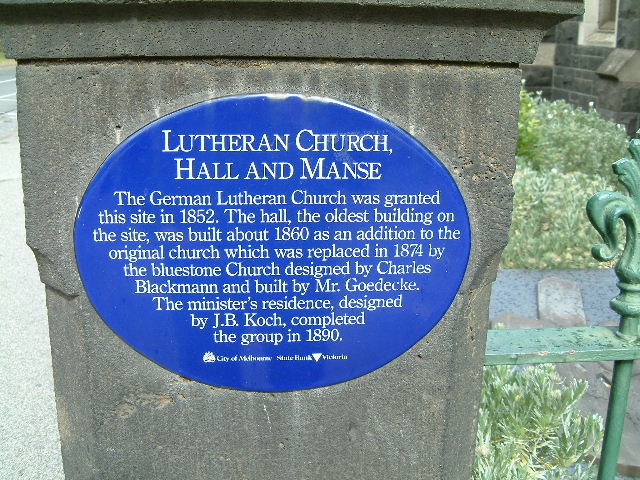 LUTHERAN CHURCH,
HALL AND MANSE
The German Lutheran Church was granted
this site in 1852. The hall, the oldest building on
the site, was built about 1860 as an addition to the
original church which was replaced in 1874 by
the bluestone Church designed by Charles
Blackmann and built by Mr. Goedecke.
The minister's residence, designed
by J.B. Koch, completed
the group in 1890.
City of Melbourne State Bank Victoria